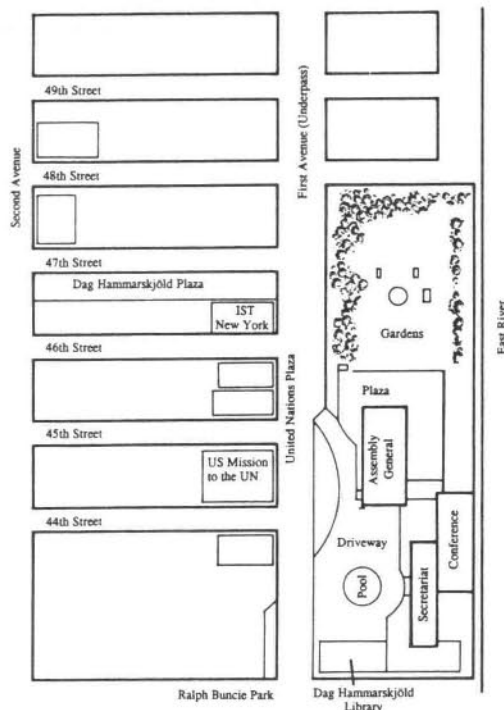 49th Street
48th Street
47th Street
Dag Hammarskjöld Plaza
IST
New York
46th Street
45th Street
US Mission
to the UN
44th Street
Ralph Buncie Park
Second Avenue
First Avenue (Underpass)
United Nations Plaza
Gardens
Plaza
Assembly
General
Driveway
Pool
Conference
Secretariat
Dag Hammarskjöld
Library
East River